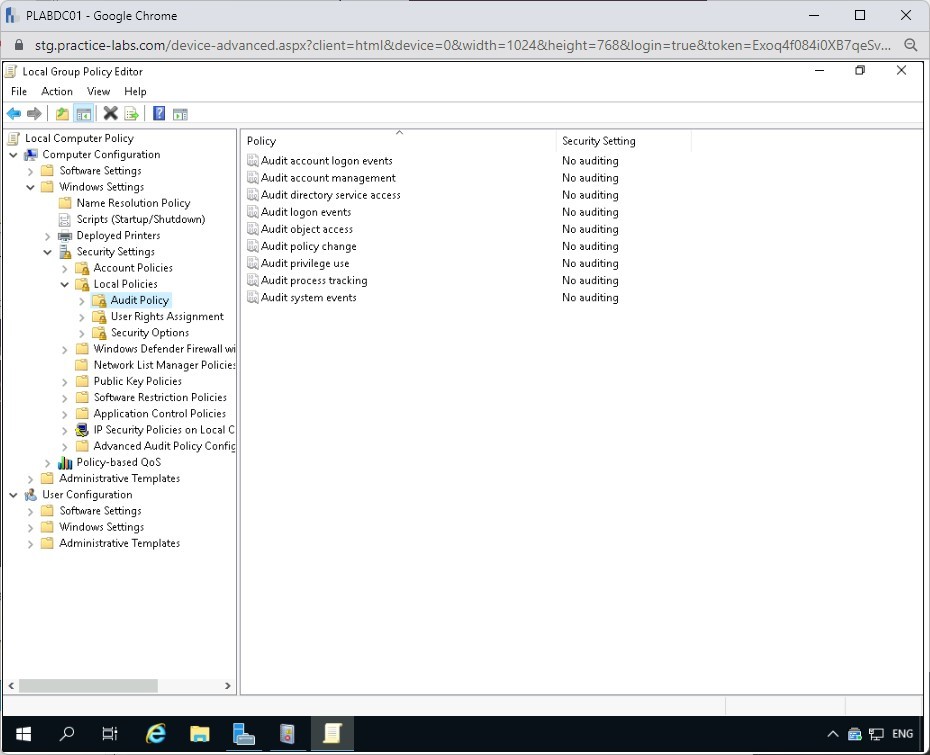 PLABDC01 - Google Chrome
stg.practice-labs.com/device-advanced.aspx?client=html&device=0&width=1024&height=768&login=true&token=Exoq4f084i0XB7qeSv...
Local Group Policy Editor
File Action View Help
Local Computer Policy
Computer Configuration
Software Settings
Windows Settings
Name Resolution Policy
Scripts (Startup/Shutdown)
Deployed Printers
Security Settings
Account Policies
Local Policies
Audit Policy
User Rights Assignment
Security Options
Windows Defender Firewall wi
Network List Manager Policies
Public Key Policies
Software Restriction Policies
Application Control Policies
IP Security Policies on Local C
Advanced Audit Policy Config
Policy-based QoS
Administrative Templates
User Configuration
Software Settings
Windows Settings
Administrative Templates
Policy Security Setting
Audit account logon events No auditing
Audit account management No auditing
Audit directory service access No auditing
Audit logon events No auditing
Audit object access No auditing
Audit policy change No auditing
Audit privilege use No auditing
Audit process tracking No auditing
Audit system events No auditing
ENG